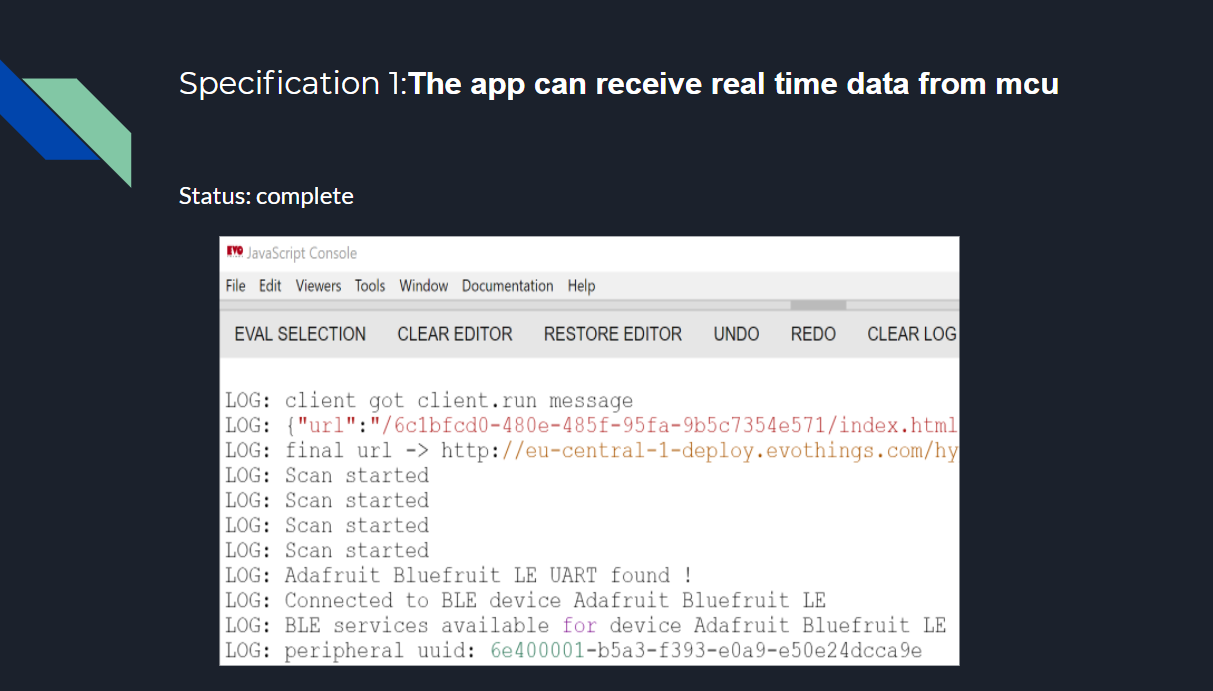 Specification 1:The app can receive real time data from mcu
Status: complete
EVO JavaScript Console
File Edit Viewers Tools Window Documentation Help
EVAL SELECTION CLEAR EDITOR RESTORE EDITOR UNDO REDO CLEAR LOG
LOG: client got client.run message
LOG: {"url":"/6c1bfcd0-480e-485f-95fa-9b5c7354e571/index.html
LOG: final url -> http://eu-central-1-deploy.evothings.com/hy
LOG: Scan started
LOG: Scan started
LOG: Scan started
LOG: Scan started
LOG: Adafruit Bluefruit LE UART found !
LOG: Connected to BLE device Adafruit Bluefruit LE
LOG: BLE services available for device Adafruit Bluefruit LE
LOG: peripheral uuid: 6e400001-b5a3-f393-e0a9-e50e24dcca9e